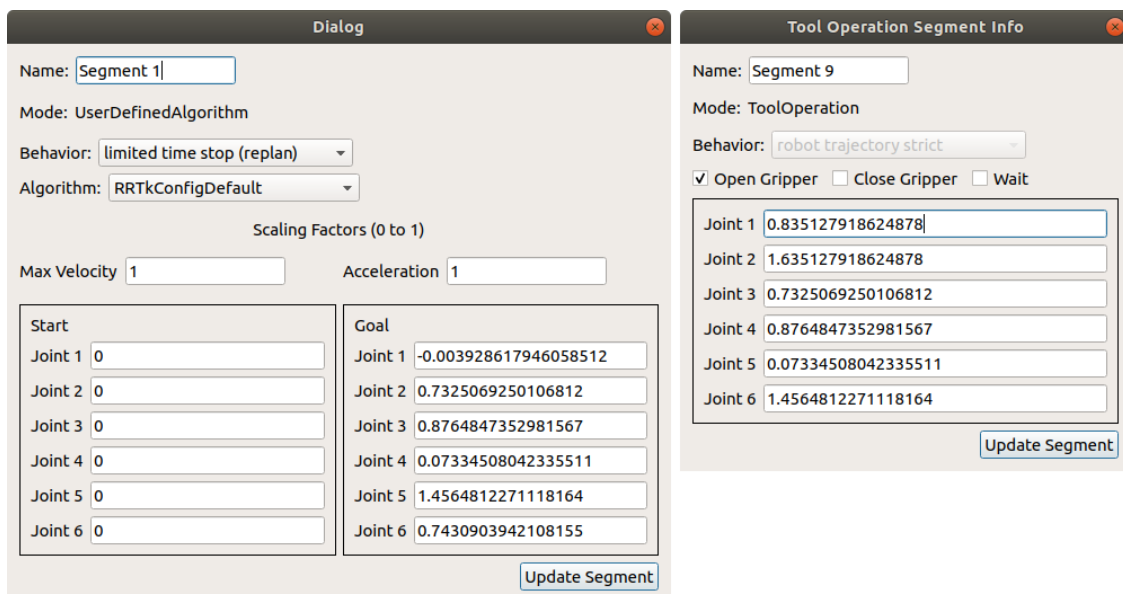 Dialog
Name: Segment 1
Mode: UserDefinedAlgorithm
Behavior: limited time stop (replan)
Algorithm: RRTkConfigDefault
Scaling Factors (0 to 1)
Max Velocity 1 Acceleration 1
Start
Joint 1 0
Joint 2 0
Joint 3 0
Joint 4 0
Joint 5 0
Joint 6 0
Goal
Joint 1 -0.003928617946058512
Joint 2 0.7325069250106812
Joint 3 0.8764847352981567
Joint 4 0.07334508042335511
Joint 5 1.4564812271118164
Joint 6 0.7430903942108155
Update Segment
Tool Operation Segment Info
Name: Segment 9
Mode: ToolOperation
Behavior: robot trajectory strict
Open Gripper Close Gripper Wait
Joint 1 0.835127918624878
Joint 2 1.635127918624878
Joint 3 0.7325069250106812
Joint 4 0.8764847352981567
Joint 5 0.07334508042335511
Joint 6 1.4564812271118164
Update Segment